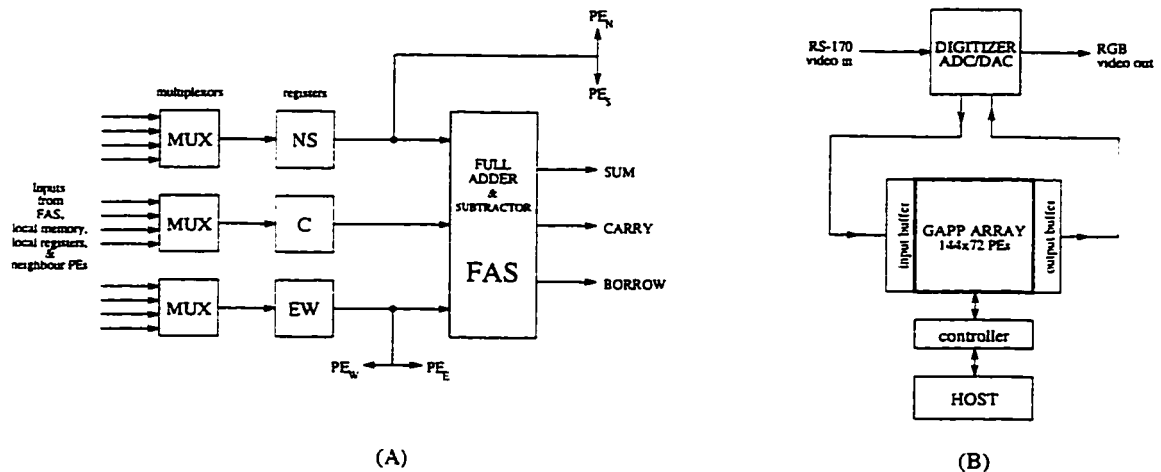 multiplexors
registers
PE_N
PE_S
MUX
NS
MUX
C
MUX
EW
Inputs
from
FAS,
local memory,
local registers,
&
neighbour PEs
FULL
ADDER
&
SUBTRACTOR
FAS
SUM
CARRY
BORROW
PE_W
PE_E
(A)
RS-170
video in
DIGITIZER
ADC/DAC
RGB
video out
input buffer
GAPP ARRAY
144x72 PEs
output buffer
controller
HOST
(B)